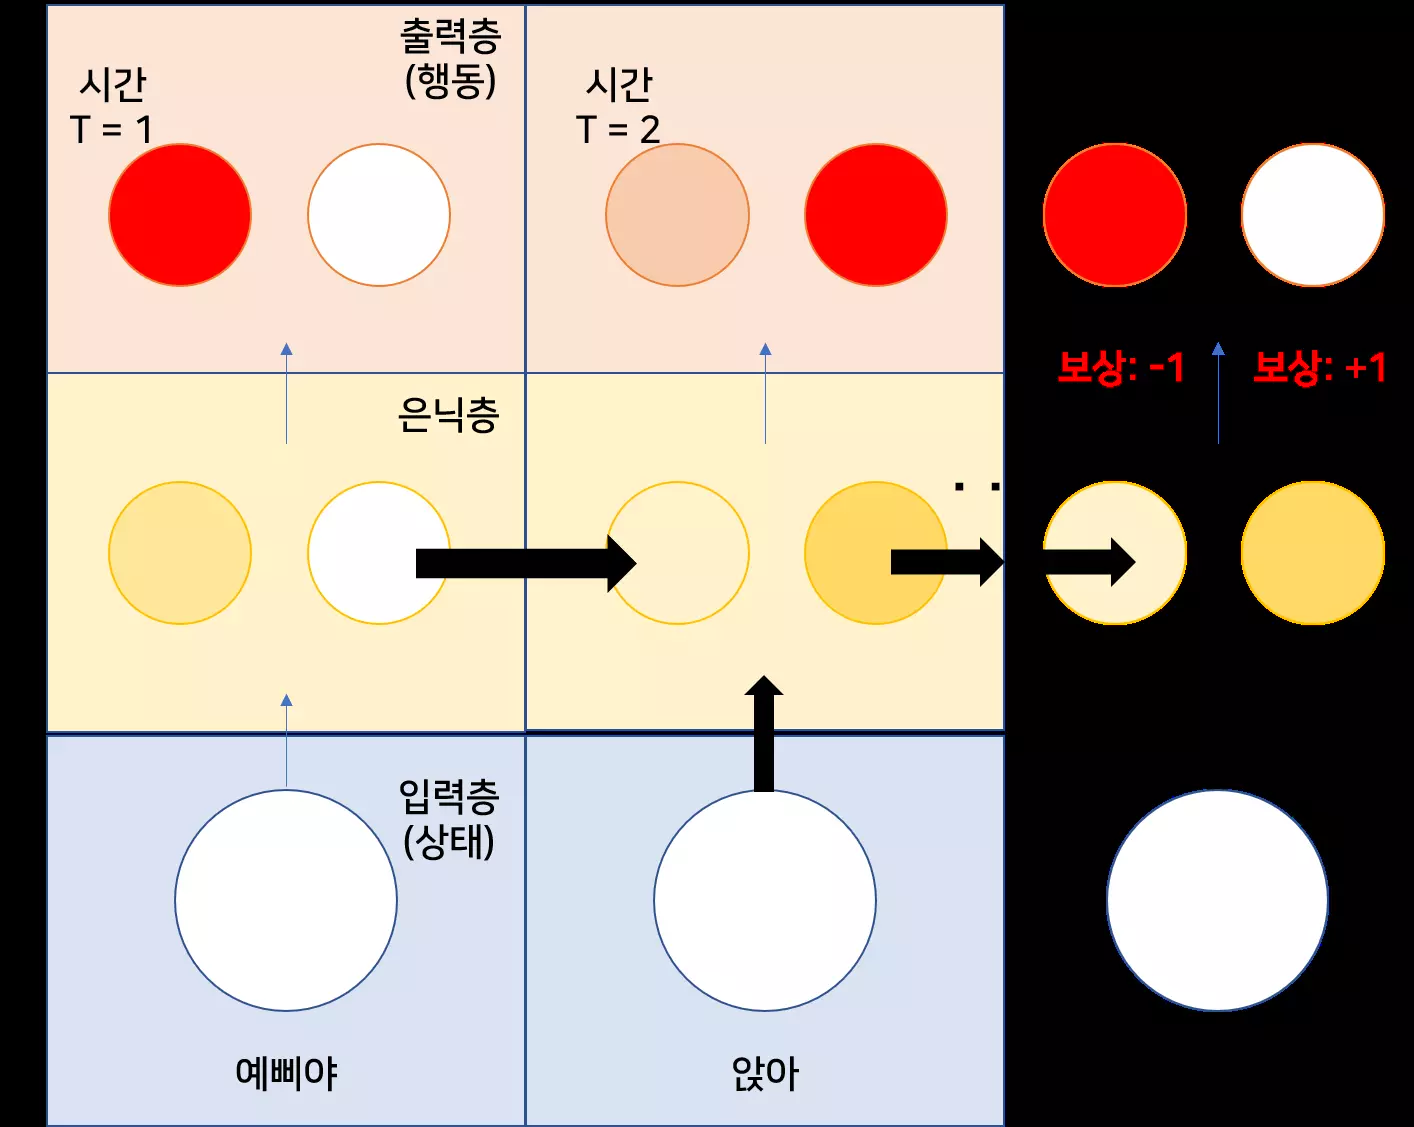 출력층
(행동)
시간
T = 1
시간
T = 2
보상: -1
보상: +1
은닉층
. .
입력층
(상태)
예삐야
앉아